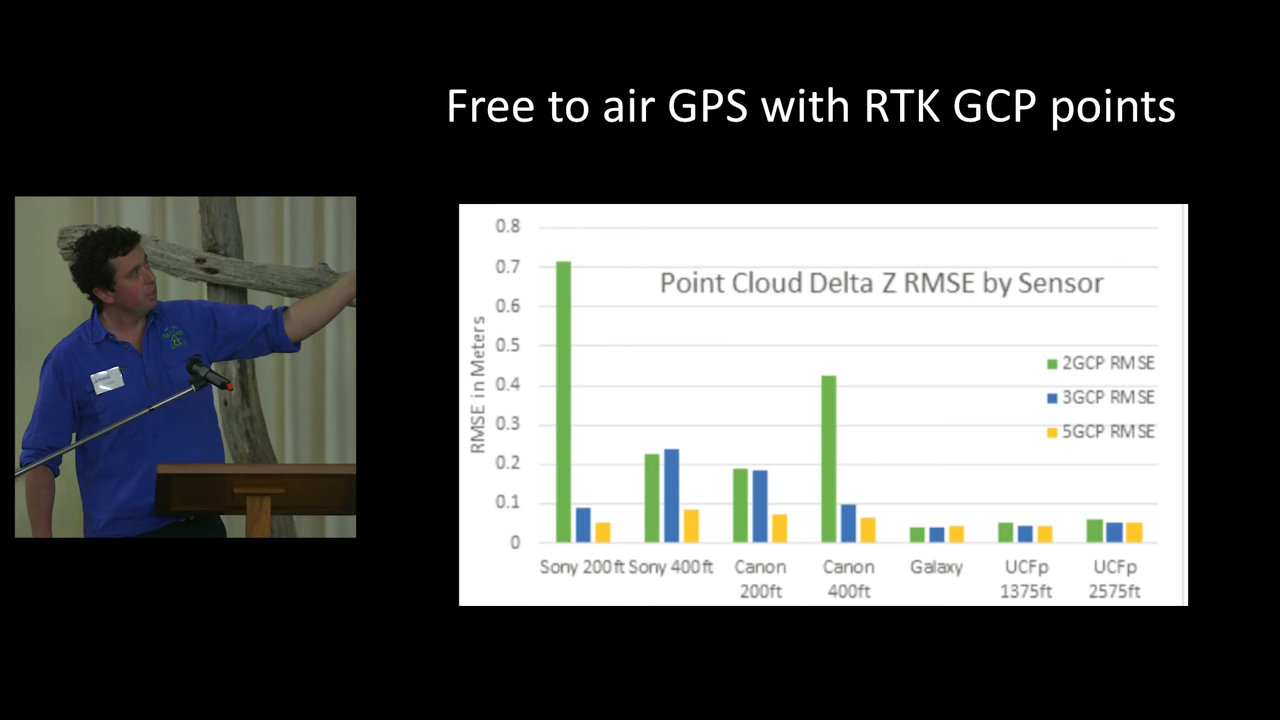 Free to air GPS with RTK GCP points
Point Cloud Delta Z RMSE by Sensor
RMSE in Meters
0.8
0.7
0.6
0.5
0.4
0.3
0.2
0.1
0
2GCP RMSE
3GCP RMSE
5GCP RMSE
Sony 200ft Sony 400ft Canon 200ft Canon 400ft Galaxy UCFp 1375ft UCFp 2575ft